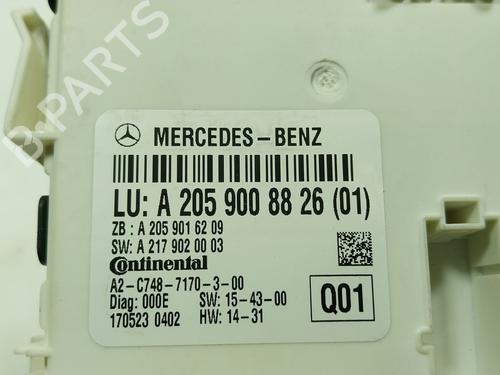 MERCEDES-BENZ
LU: A 205 900 88 26 (01)
ZB : A 205 901 62 09
SW: A 217 902 00 03
Continental
A2-C748-7170-3-00
Diag: 000E SW: 15-43-00
170523 0402 HW: 14-31
Q01
B-PARTS